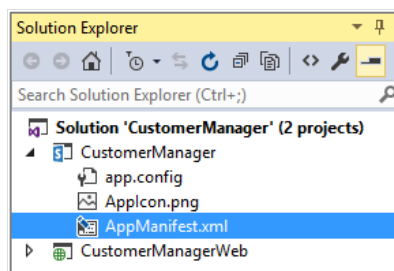 Solution Explorer
Search Solution Explorer (Ctrl+;)
Solution 'CustomerManager' (2 projects)
CustomerManager
app.config
AppIcon.png
AppManifest.xml
CustomerManagerWeb